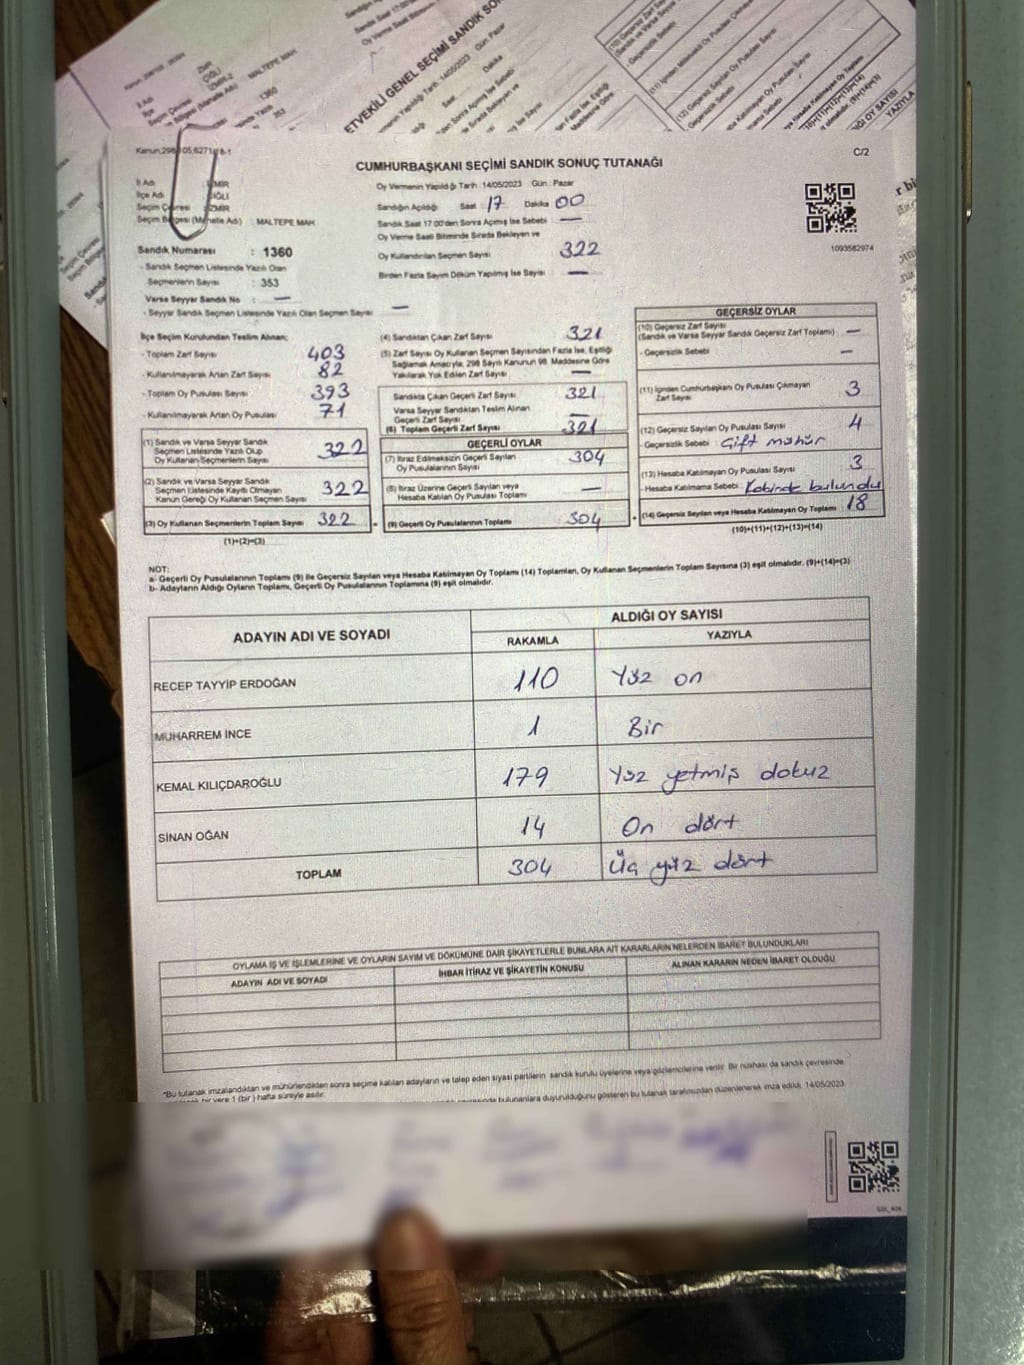 CUMHURBAŞKANI SEÇİMİ SANDIK SONUÇ TUTANAĞI
C/2
İl Adı : İZMİR
İlçe Adı : ÇİĞLİ
Seçim Çevresi : İZMİR
Seçim Bölgesi (Mahalle Adı) : MALTEPE MAH
Sandık Numarası : 1360
- Sandık Seçmen Listesinde Yazılı Olan
Seçmenlerin Sayısı : 353
Varsa Seyyar Sandık No : —
- Seyyar Sandık Seçmen Listesinde Yazılı Olan Seçmen Sayısı : —
Oy Vermenin Yapıldığı Tarih : 14/05/2023 Gün : Pazar
Sandığın Açıldığı Saat 17 Dakika 00
Sandık Saat 17:00'den Sonra Açılmış İse Sebebi —
Oy Verme Saati Bitiminde Sırada Bekleyen ve
Oy Kullandırılan Seçmen Sayısı 322
Birden Fazla Sayım Döküm Yapılmış İse Sayısı —
1093582974
İlçe Seçim Kurulundan Teslim Alınan;
- Toplam Zarf Sayısı 403
- Kullanılmayarak Artan Zarf Sayısı 82
- Toplam Oy Pusulası Sayısı 393
- Kullanılmayarak Artan Oy Pusulası 71
(1) Sandık ve Varsa Seyyar Sandık
Seçmen Listesinde Yazılı Olup
Oy Kullanan Seçmenlerin Sayısı 322
(2) Sandık ve Varsa Seyyar Sandık
Seçmen Listesinde Kayıtlı Olmayan
Kanun Gereği Oy Kullanan Seçmen Sayısı 322
(3) Oy Kullanan Seçmenlerin Toplam Sayısı 322
(1)+(2)=(3)
(4) Sandıktan Çıkan Zarf Sayısı 321
(5) Zarf Sayısı Oy Kullanan Seçmen Sayısından Fazla İse, Eşitliği
Sağlamak Amacıyla, 298 Sayılı Kanunun 98. Maddesine Göre
Yakılarak Yok Edilen Zarf Sayısı —
Sandıkta Çıkan Geçerli Zarf Sayısı 321
Varsa Seyyar Sandıktan Teslim Alınan
Geçerli Zarf Sayısı —
(6) Toplam Geçerli Zarf Sayısı 321
GEÇERLİ OYLAR
(7) İtiraz Edilmeksizin Geçerli Sayılan
Oy Pusulalarının Sayısı 304
(8) İtiraz Üzerine Geçerli Sayılan veya
Hesaba Katılan Oy Pusulası Toplamı —
(9) Geçerli Oy Pusulalarının Toplamı 304
GEÇERSİZ OYLAR
(10) Geçersiz Zarf Sayısı
(Sandık ve Varsa Seyyar Sandık Geçersiz Zarf Toplamı) —
- Geçersizlik Sebebi —
(11) İçinden Cumhurbaşkanı Oy Pusulası Çıkmayan
Zarf Sayısı 3
(12) Geçersiz Sayılan Oy Pusulası Sayısı 4
- Geçersizlik Sebebi Çift mühür
(13) Hesaba Katılmayan Oy Pusulası Sayısı 3
- Hesaba Katılmama Sebebi Kabinde bulundu
(14) Geçersiz Sayılan veya Hesaba Katılmayan Oy Toplamı 18
(10)+(11)+(12)+(13)=(14)
NOT:
a- Geçerli Oy Pusulalarının Toplamı (9) ile Geçersiz Sayılan veya Hesaba Katılmayan Oy Toplamı (14) Toplamları, Oy Kullanan Seçmenlerin Toplam Sayısına (3) eşit olmalıdır. (9)+(14)=(3)
b- Adayların Aldığı Oyların Toplamı, Geçerli Oy Pusulalarının Toplamına (9) eşit olmalıdır.
ADAYIN ADI VE SOYADI ALDIĞI OY SAYISI
RAKAMLA YAZIYLA
RECEP TAYYİP ERDOĞAN 110 Yüz on
MUHARREM İNCE 1 Bir
KEMAL KILIÇDAROĞLU 179 Yüz yetmiş dokuz
SİNAN OĞAN 14 On dört
TOPLAM 304 Üç yüz dört
OYLAMA İŞ VE İŞLEMLERİNE VE OYLARIN SAYIM VE DÖKÜMÜNE DAİR ŞİKAYETLERLE BUNLARA AİT KARARLARIN NELERDEN İBARET BULUNDUKLARI
ADAYIN ADI VE SOYADI İHBAR İTİRAZ VE ŞİKAYETİN KONUSU ALINAN KARARIN NEDEN İBARET OLDUĞU
*Bu tutanak imzalandıktan ve mühürlendikten sonra seçime katılan adayların ve talep eden siyasi partilerin sandık kurulu üyelerine veya gözlemcilerine verilir. Bir nüshası da sandık çevresinde
bir yere 1 (bir) hafta süreyle asılır.
bulunanlara duyurulduğunu gösteren bu tutanak tarafımızdan düzenlenerek imza edildi. 14/05/2023